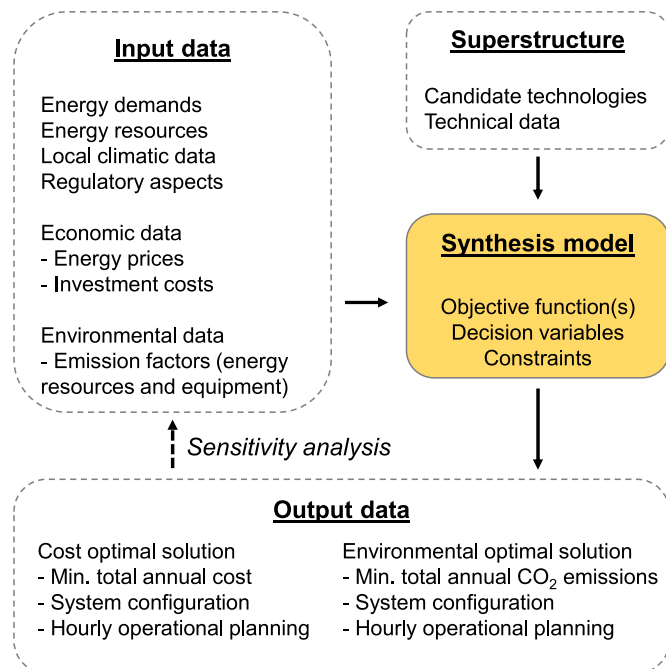 Input data
Energy demands
Energy resources
Local climatic data
Regulatory aspects
Economic data
- Energy prices
- Investment costs
Environmental data
- Emission factors (energy
resources and equipment)
Superstructure
Candidate technologies
Technical data
Synthesis model
Objective function(s)
Decision variables
Constraints
Sensitivity analysis
Output data
Cost optimal solution
- Min. total annual cost
- System configuration
- Hourly operational planning
Environmental optimal solution
- Min. total annual CO₂ emissions
- System configuration
- Hourly operational planning